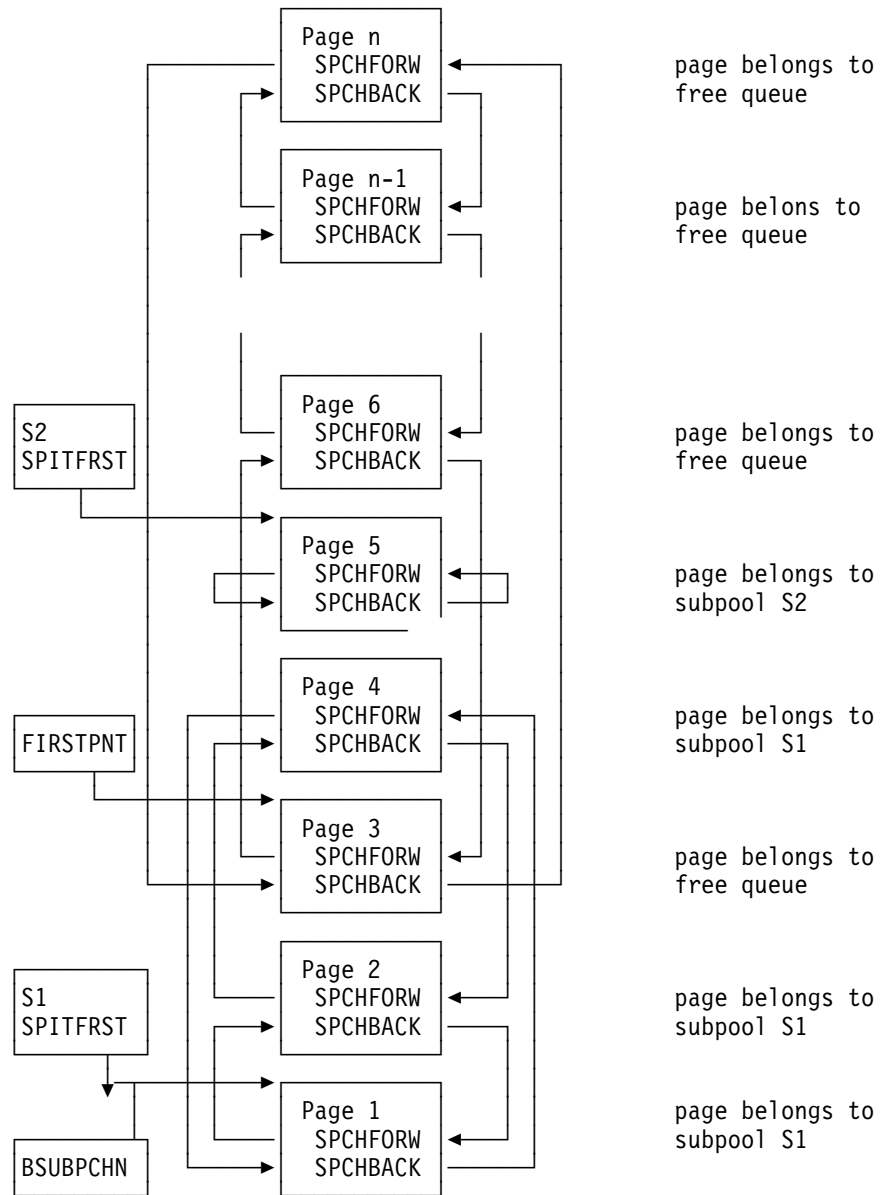 Page n
SPCHFORW
SPCHBACK
page belongs to
free queue
Page n-1
SPCHFORW
SPCHBACK
page belons to
free queue
Page 6
SPCHFORW
SPCHBACK
page belongs to
free queue
S2
SPITFRST
Page 5
SPCHFORW
SPCHBACK
page belongs to
subpool S2
Page 4
SPCHFORW
SPCHBACK
page belongs to
subpool S1
FIRSTPNT
Page 3
SPCHFORW
SPCHBACK
page belongs to
free queue
Page 2
SPCHFORW
SPCHBACK
page belongs to
subpool S1
S1
SPITFRST
Page 1
SPCHFORW
SPCHBACK
page belongs to
subpool S1
BSUBPCHN